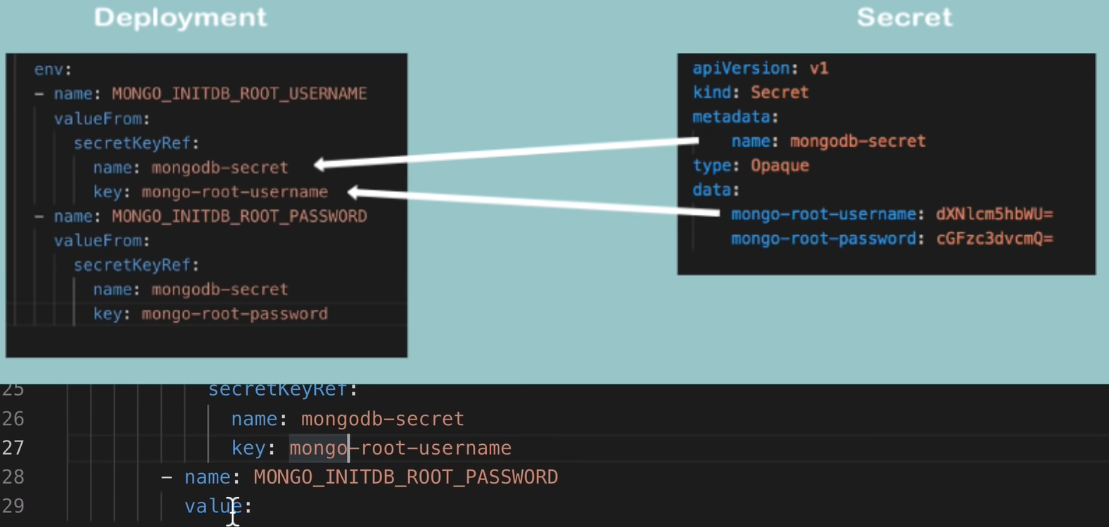 Deployment
env:
- name: MONGO_INITDB_ROOT_USERNAME
valueFrom:
secretKeyRef:
name: mongodb-secret
key: mongo-root-username
- name: MONGO_INITDB_ROOT_PASSWORD
valueFrom:
secretKeyRef:
name: mongodb-secret
key: mongo-root-password
Secret
apiVersion: v1
kind: Secret
metadata:
name: mongodb-secret
type: Opaque
data:
mongo-root-username: dXNlcm5hbWU=
mongo-root-password: cGFzc3dvcmQ=
25 secretKeyRef:
26 name: mongodb-secret
27 key: mongo-root-username
28 - name: MONGO_INITDB_ROOT_PASSWORD
29 value: